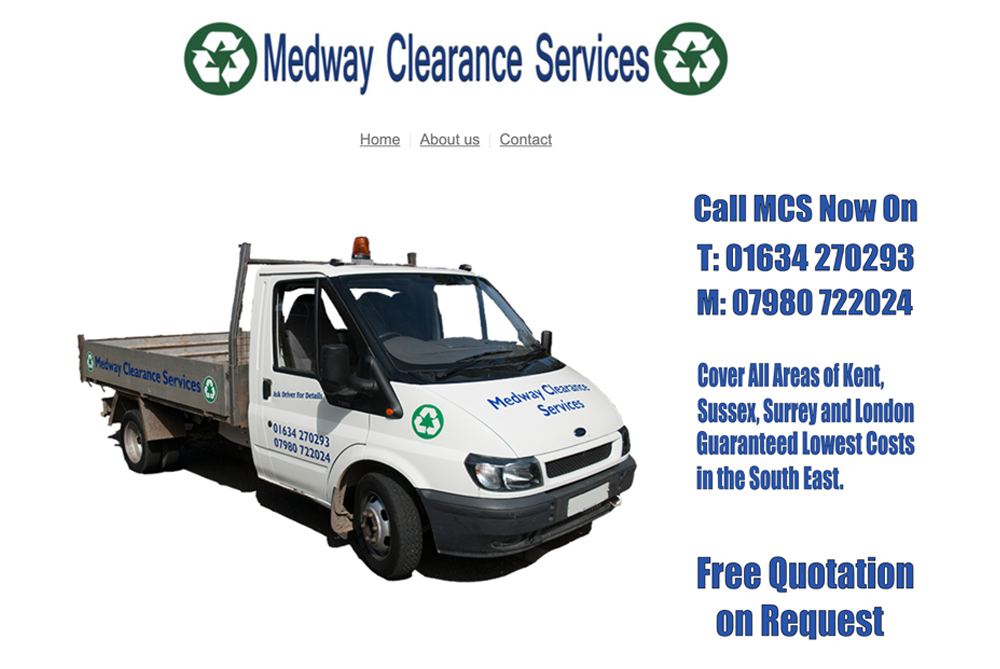 Medway Clearance Services
Home | About us | Contact
Call MCS Now On
T: 01634 270293
M: 07980 722024
Cover All Areas of Kent,
Sussex, Surrey and London
Guaranteed Lowest Costs
in the South East.
Free Quotation
on Request
Medway Clearance Services
Ask Driver For Details
01634 270293
07980 722024
Medway Clearance
Services